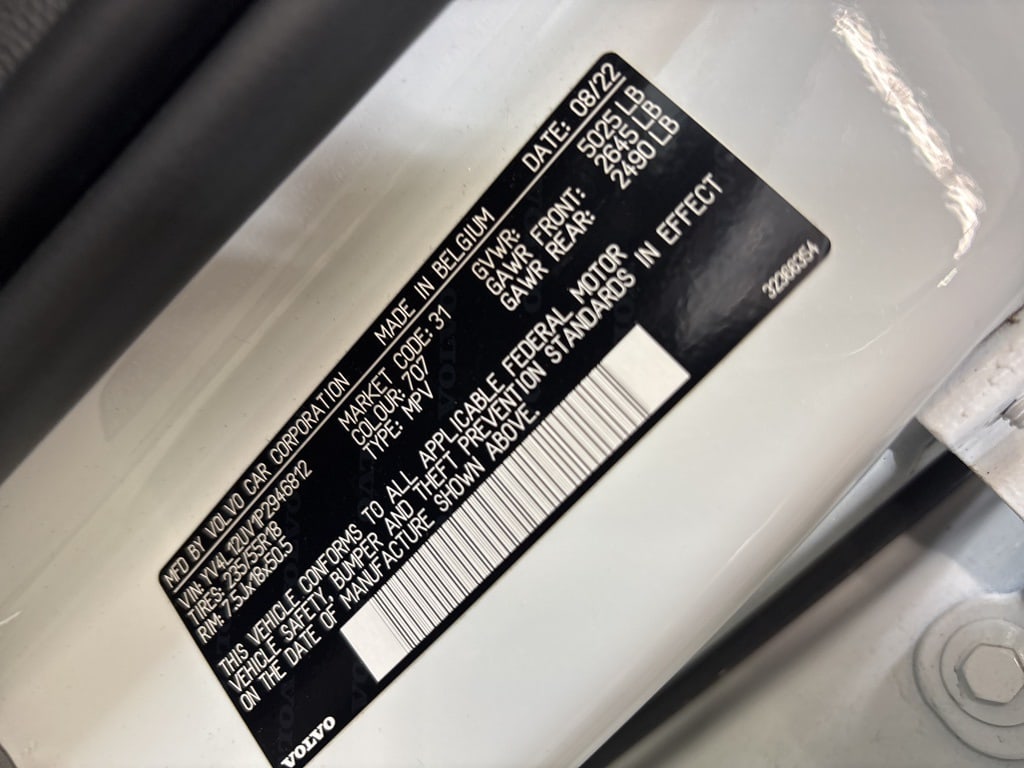 MFD BY VOLVO CAR CORPORATION MADE IN BELGIUM DATE: 08/22
VIN: YV4L12UV1P2946812 MARKET CODE: 31 GVWR: 5025 LB
TIRES: 235/55R18 COLOUR: 707 GAWR FRONT: 2645 LB
RIM: 7.5Jx18x50.5 TYPE: MPV GAWR REAR: 2490 LB
THIS VEHICLE CONFORMS TO ALL APPLICABLE FEDERAL MOTOR
VEHICLE SAFETY, BUMPER AND THEFT PREVENTION STANDARDS IN EFFECT
ON THE DATE OF MANUFACTURE SHOWN ABOVE.
VOLVO 32386354